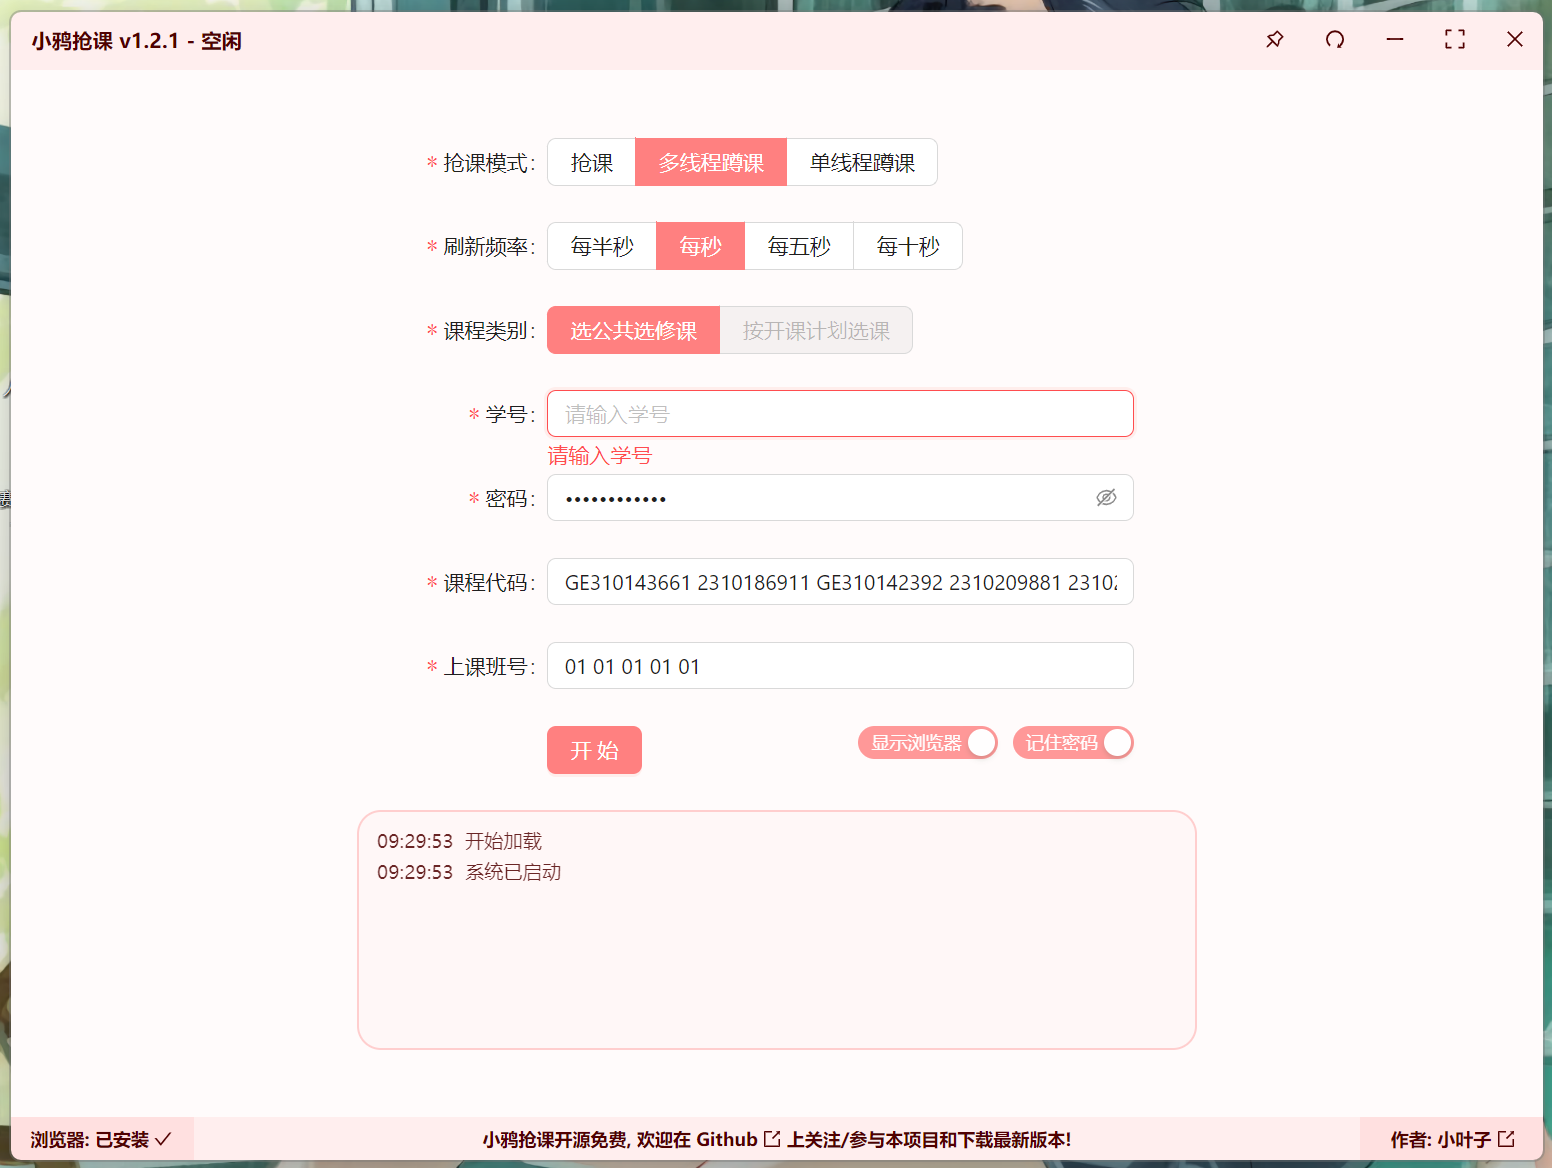 小鸦抢课 v1.2.1 - 空闲
* 抢课模式: 抢课 多线程蹲课 单线程蹲课
* 刷新频率: 每半秒 每秒 每五秒 每十秒
* 课程类别: 选公共选修课 按开课计划选课
* 学号: 请输入学号
请输入学号
* 密码: ••••••••••••
* 课程代码: GE310143661 2310186911 GE310142392 2310209881 2310
* 上课班号: 01 01 01 01 01
开 始 显示浏览器 记住密码
09:29:53 开始加载
09:29:53 系统已启动
浏览器: 已安装 小鸦抢课开源免费, 欢迎在 Github 上关注/参与本项目和下载最新版本! 作者: 小叶子